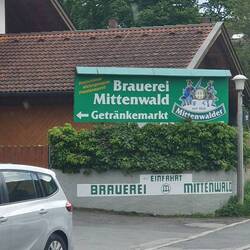 Brauerei
Mittenwald
Getränkemarkt
Mittenwalder
EINFAHRT
BRAUEREI MITTENWALD